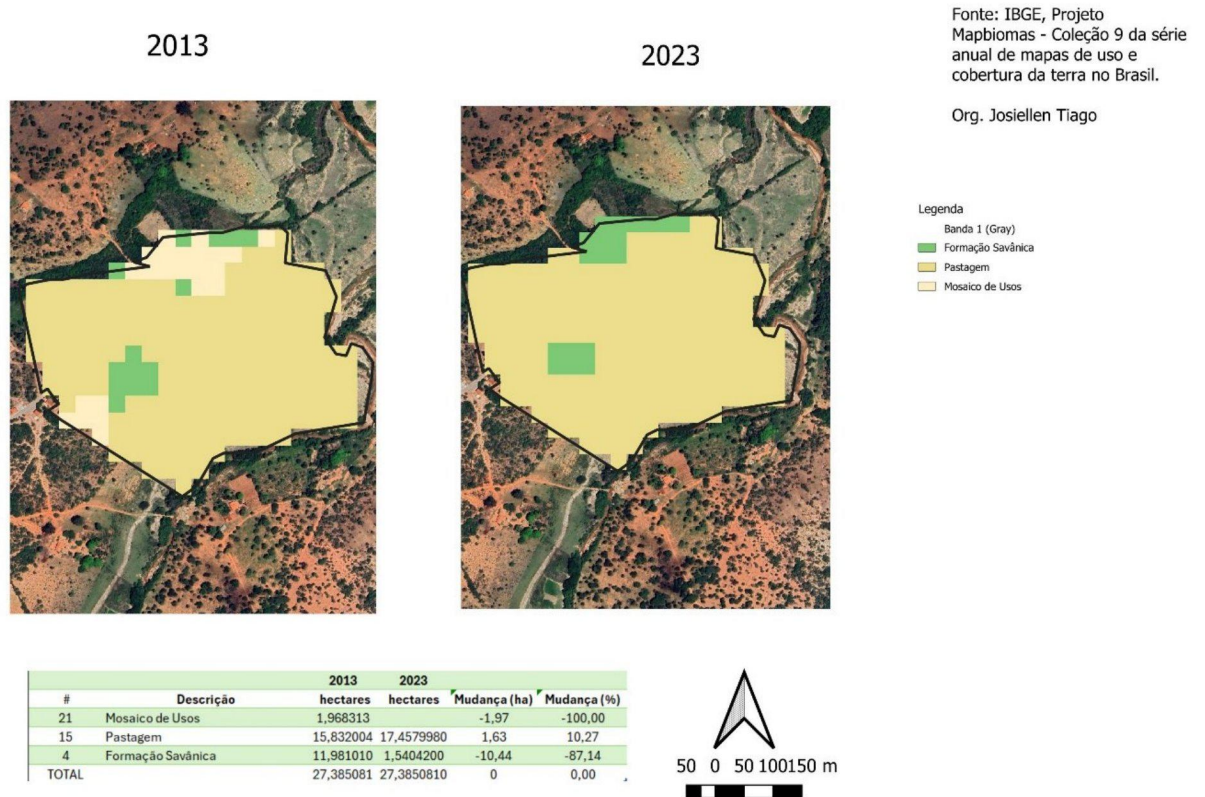 2013
2023
Fonte: IBGE, Projeto
Mapbiomas - Coleção 9 da série
anual de mapas de uso e
cobertura da terra no Brasil.
Org. Josiellen Tiago
Legenda
Banda 1 (Gray)
Formação Savânica
Pastagem
Mosaico de Usos
2013 2023
# Descrição hectares hectares Mudança (ha) Mudança (%)
21 Mosaico de Usos 1,968313 -1,97 -100,00
15 Pastagem 15,832004 17,4579980 1,63 10,27
4 Formação Savânica 11,981010 1,5404200 -10,44 -87,14
TOTAL 27,385081 27,3850810 0 0,00
50 0 50 100150 m